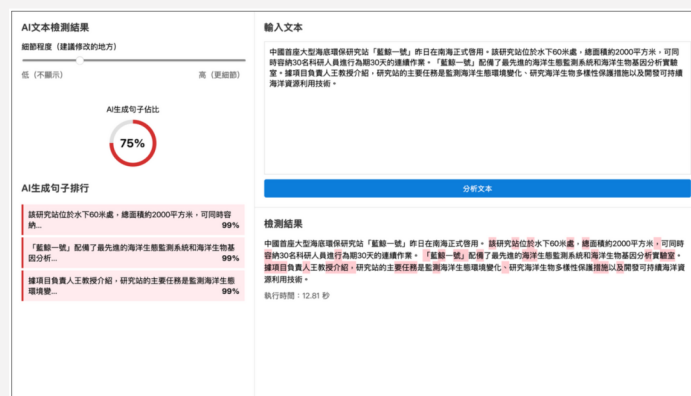 AI文本檢測結果
細節程度（建議修改的地方）
低（不顯示）
高（更細節）
AI生成句子佔比
75%
AI生成句子排行
該研究站位於水下60米處，總面積約2000平方米，可同時容
納...
99%
「藍鯨一號」配備了最先進的海洋生態監測系統和海洋生物基
因分析...
99%
據項目負責人王教授介紹，研究站的主要任務是監測海洋生態
環境變...
99%
輸入文本
中國首座大型海底環保研究站「藍鯨一號」昨日在南海正式啓用。該研究站位於水下60米處，總面積約2000平方米，可同
時容納30名科研人員進行為期30天的連續作業。「藍鯨一號」配備了最先進的海洋生態監測系統和海洋生物基因分析實驗
室。據項目負責人王教授介紹，研究站的主要任務是監測海洋生態環境變化、研究海洋生物多樣性保護措施以及開發可持續
海洋資源利用技術。
分析文本
檢測結果
中國首座大型海底環保研究站「藍鯨一號」昨日在南海正式啓用。 該研究站位於水下60米處，總面積約2000平方米，可同時
容納30名科研人員進行為期30天的連續作業。 「藍鯨一號」配備了最先進的海洋生態監測系統和海洋生物基因分析實驗室。
據項目負責人王教授介紹，研究站的主要任務是監測海洋生態環境變化、研究海洋生物多樣性保護措施以及開發可持續海洋資
源利用技術。
執行時間：12.81 秒